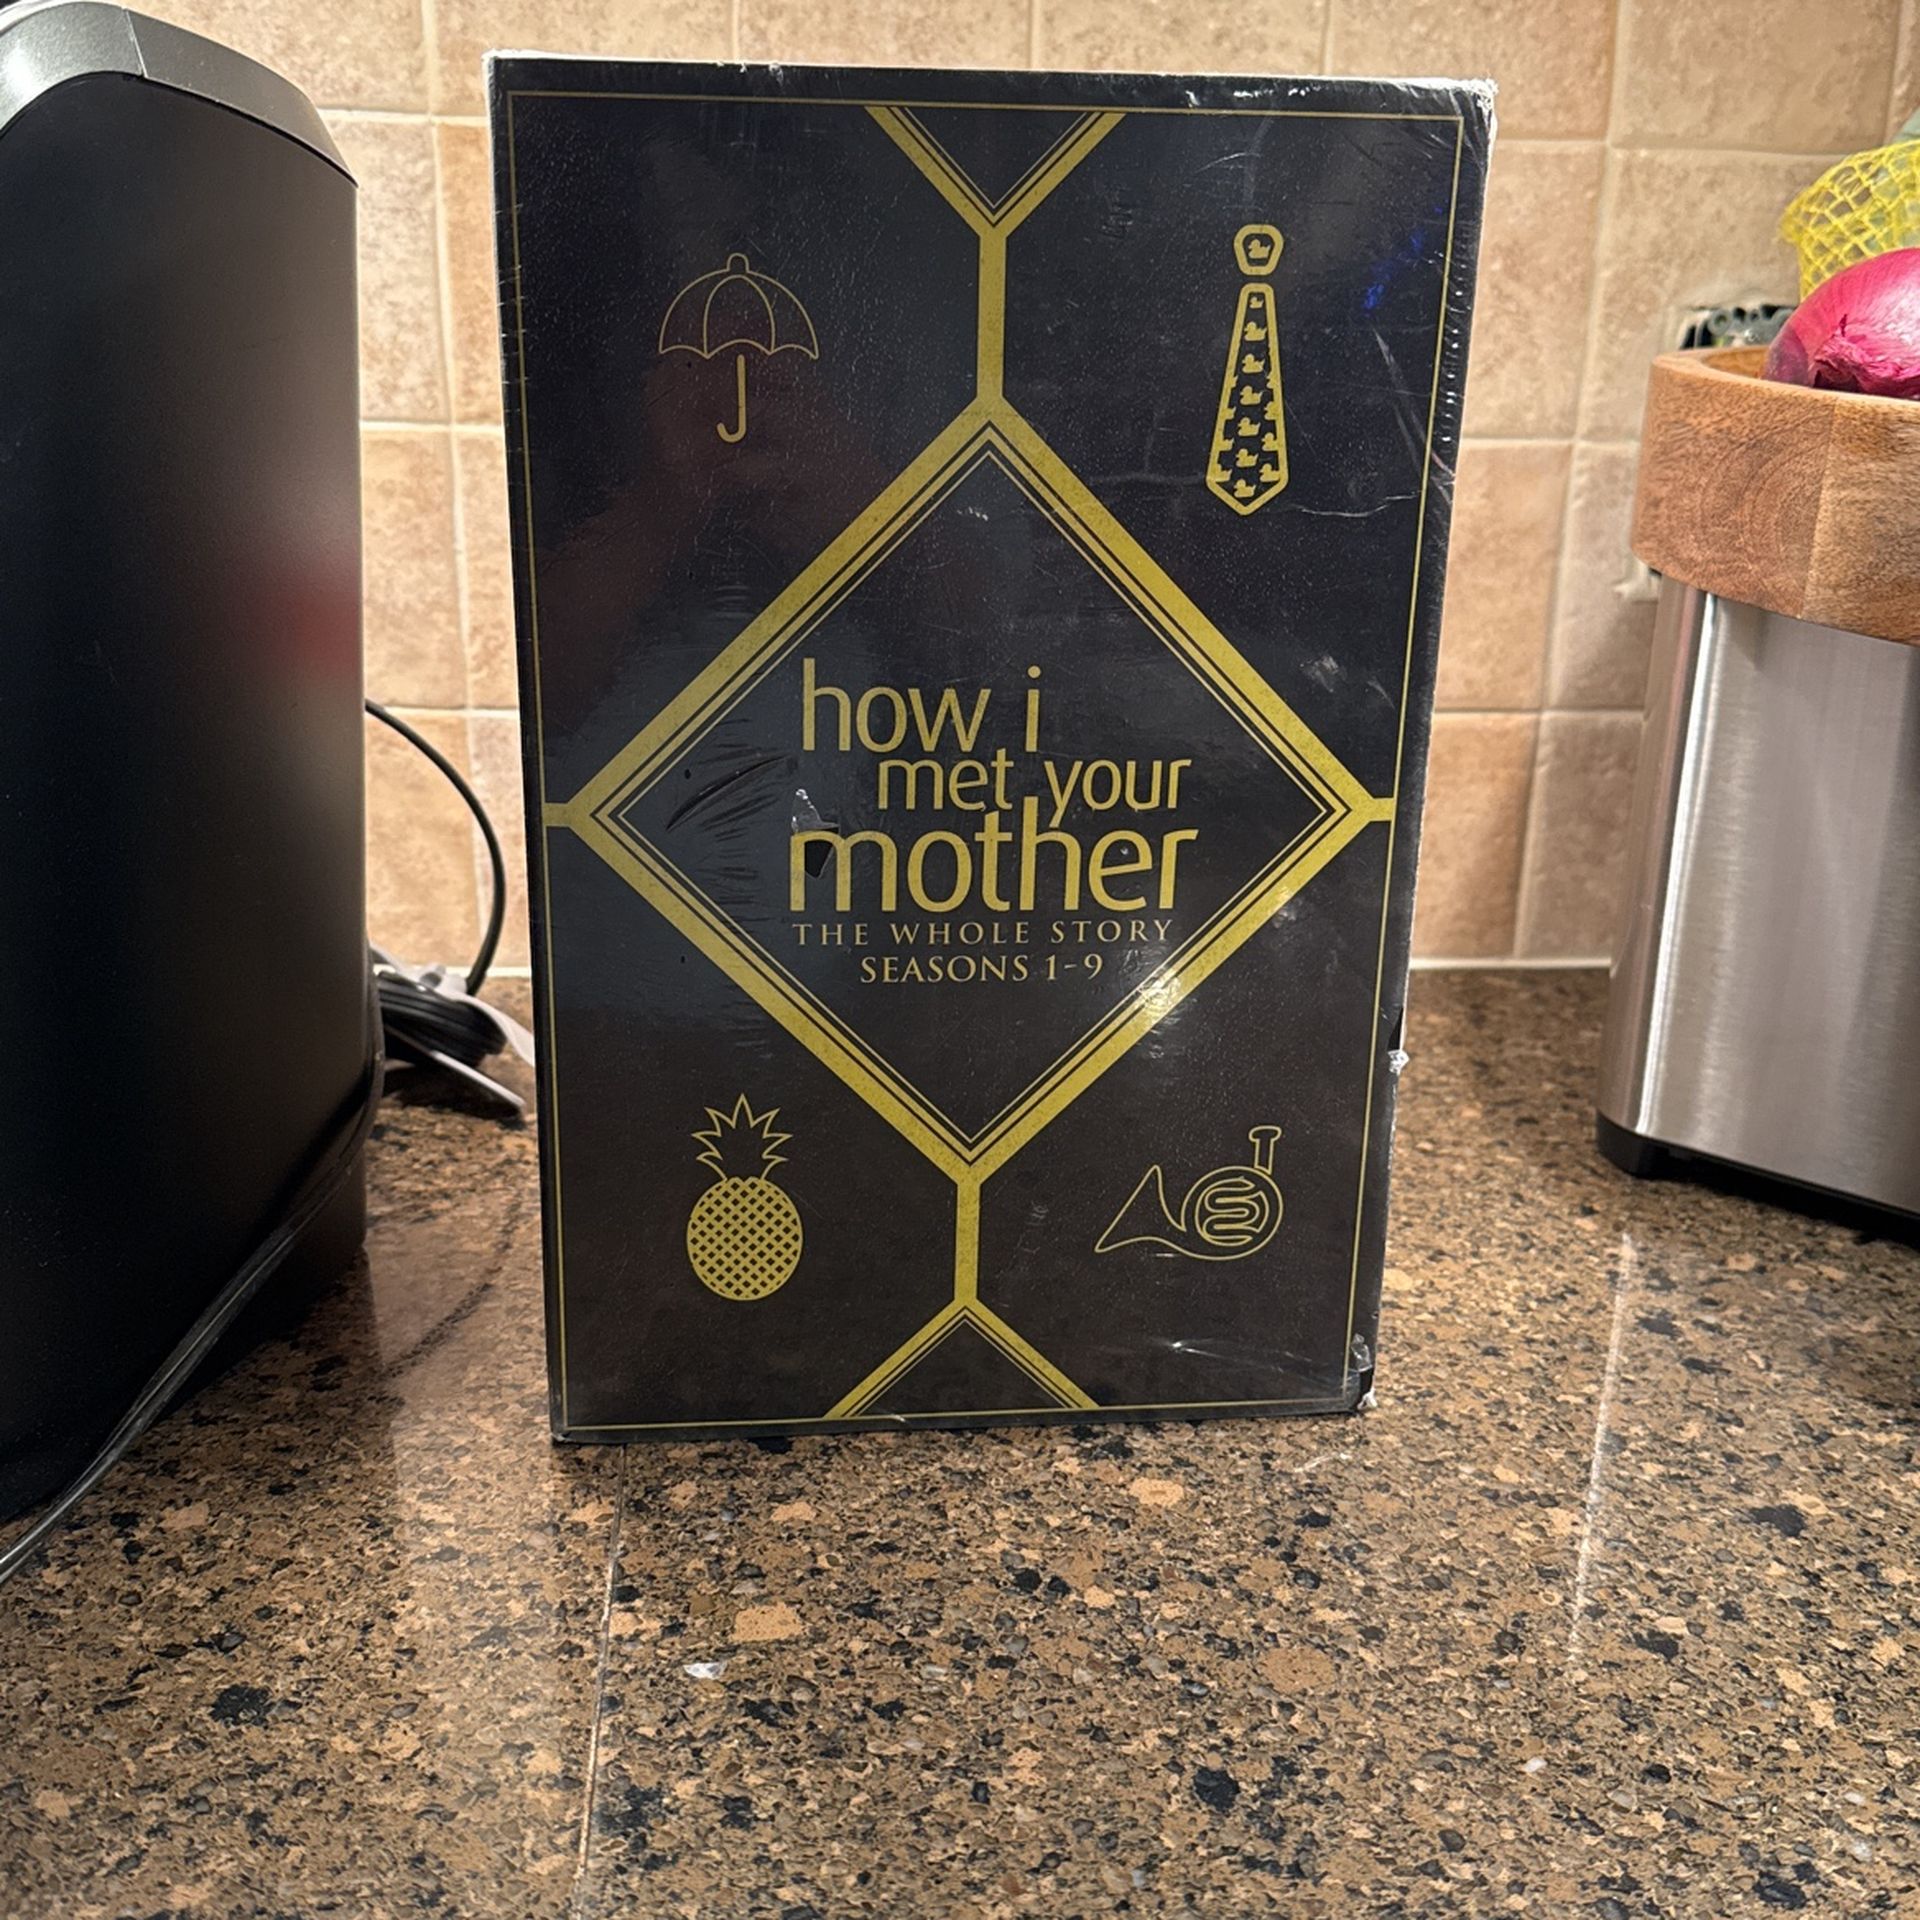 how i
met your
mother
THE WHOLE STORY
SEASONS 1-9